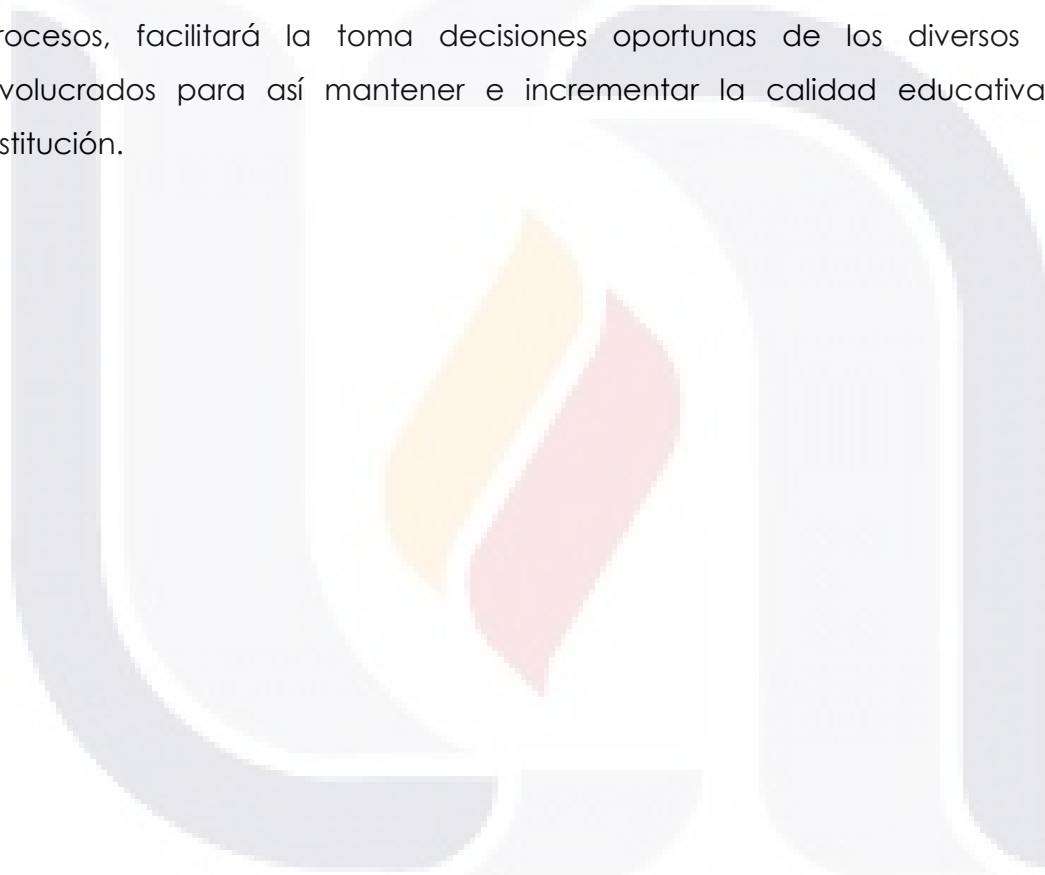 rocesos, facilitará la toma decisiones oportunas de los diversos
volucrados para así mantener e incrementar la calidad educativa
stitución.